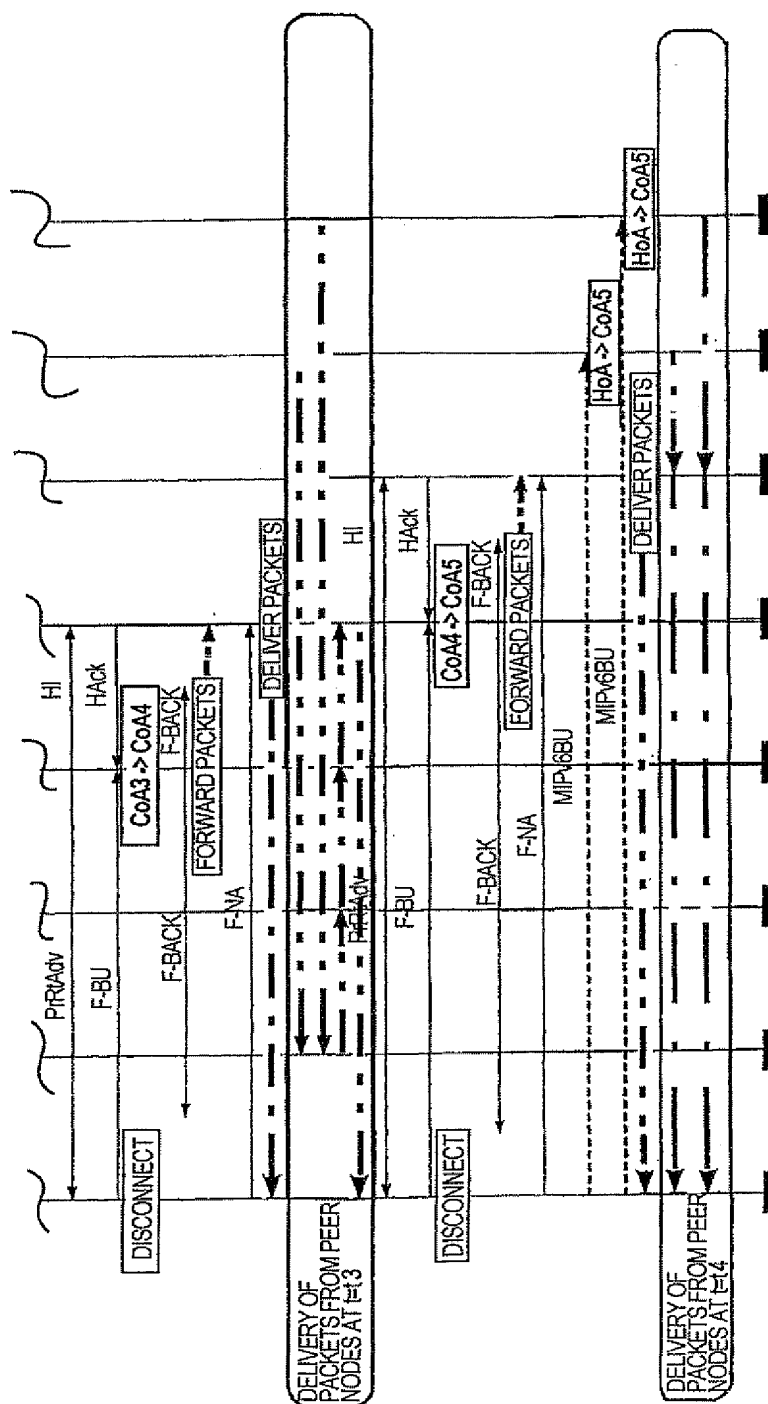 PrRtAdv
HI
F-BU
HAck
DISCONNECT
CoA3 -> CoA4
F-BACK
F-BACK
FORWARD PACKETS
F-NA
DELIVER PACKETS
DELIVERY OF
PACKETS FROM PEER
NODES AT t=t3
PrRtAdv
HI
F-BU
HAck
DISCONNECT
CoA4 -> CoA5
F-BACK
F-BACK
FORWARD PACKETS
F-NA
MIPv6BU
HoA -> CoA5
MIPv6BU
HoA -> CoA5
DELIVER PACKETS
DELIVERY OF
PACKETS FROM PEER
NODES AT t=t4